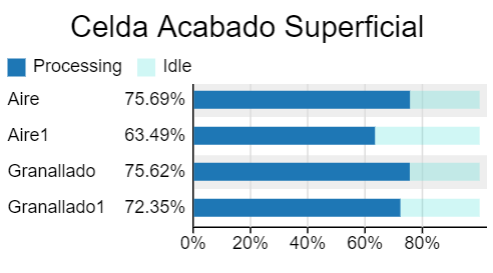 Celda Acabado Superficial
Processing Idle
Aire 75.69%
Aire1 63.49%
Granallado 75.62%
Granallado1 72.35%
0% 20% 40% 60% 80%